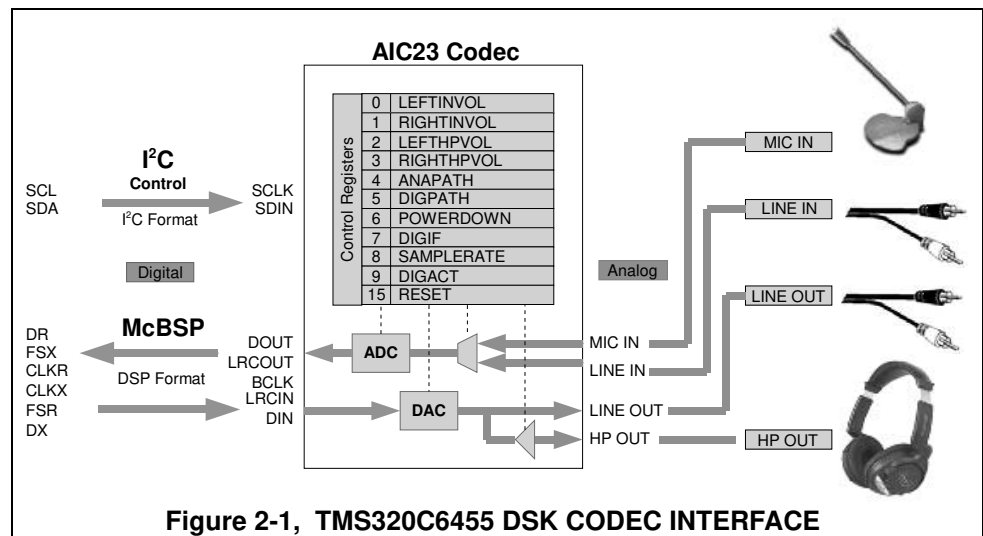 AIC23 Codec
Control Registers
0 LEFTINVOL
1 RIGHTINVOL
2 LEFTHPVOL
3 RIGHTHPVOL
4 ANAPATH
5 DIGPATH
6 POWERDOWN
7 DIGIF
8 SAMPLERATE
9 DIGACT
15 RESET
I²C
Control
I²C Format
SCL
SDA
SCLK
SDIN
Digital
Analog
McBSP
DSP Format
DR
FSX
CLKR
CLKX
FSR
DX
DOUT
LRCOUT
BCLK
LRCIN
DIN
ADC
DAC
MIC IN
LINE IN
LINE OUT
HP OUT
MIC IN
LINE IN
LINE OUT
HP OUT
Figure 2-1, TMS320C6455 DSK CODEC INTERFACE